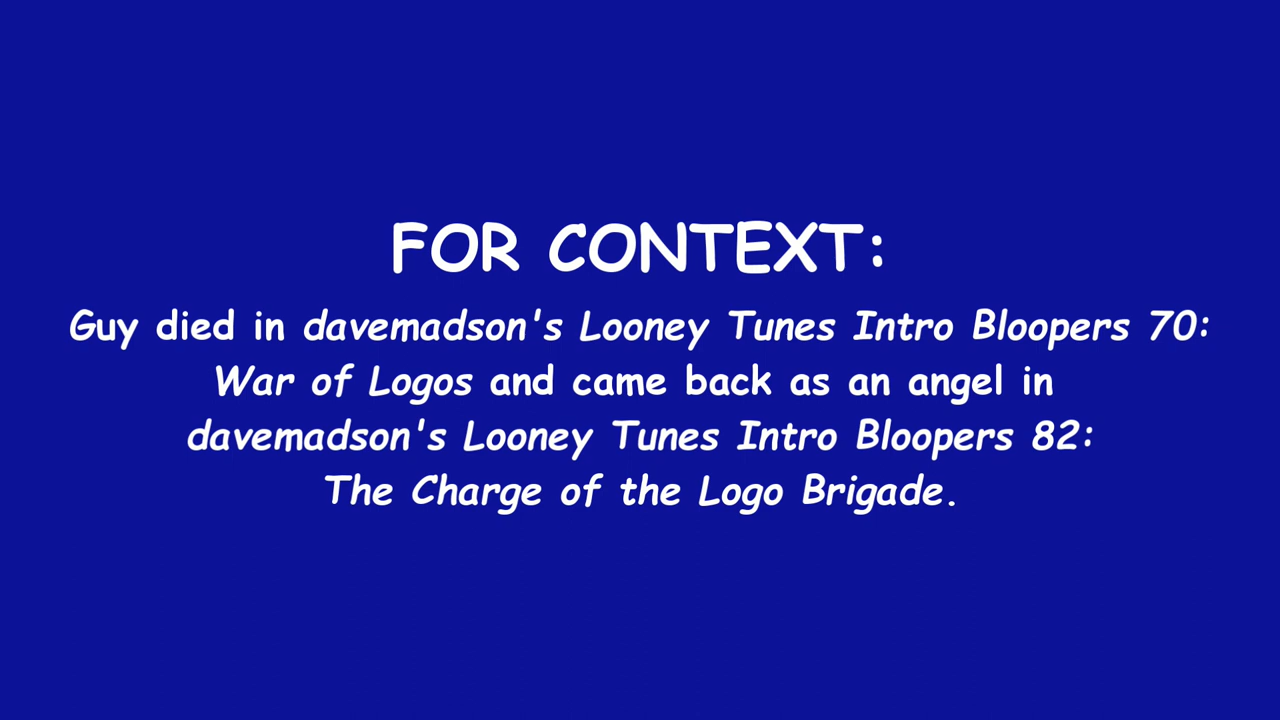 FOR CONTEXT:
Guy died in davemadson's Looney Tunes Intro Bloopers 70:
War of Logos and came back as an angel in
davemadson's Looney Tunes Intro Bloopers 82:
The Charge of the Logo Brigade.